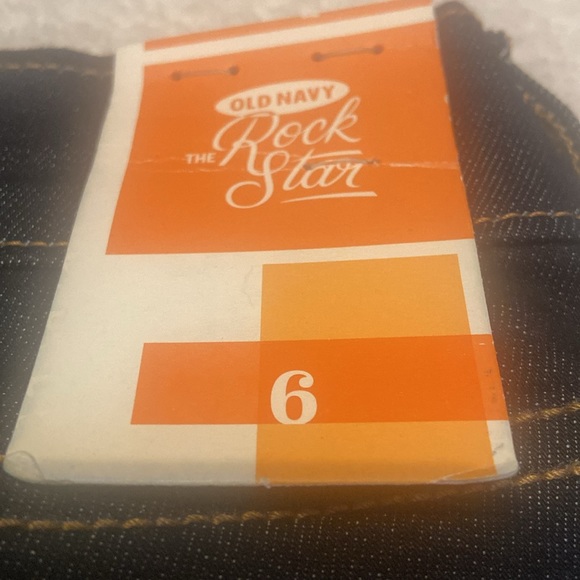 OLD NAVY
THE Rock
Star
6